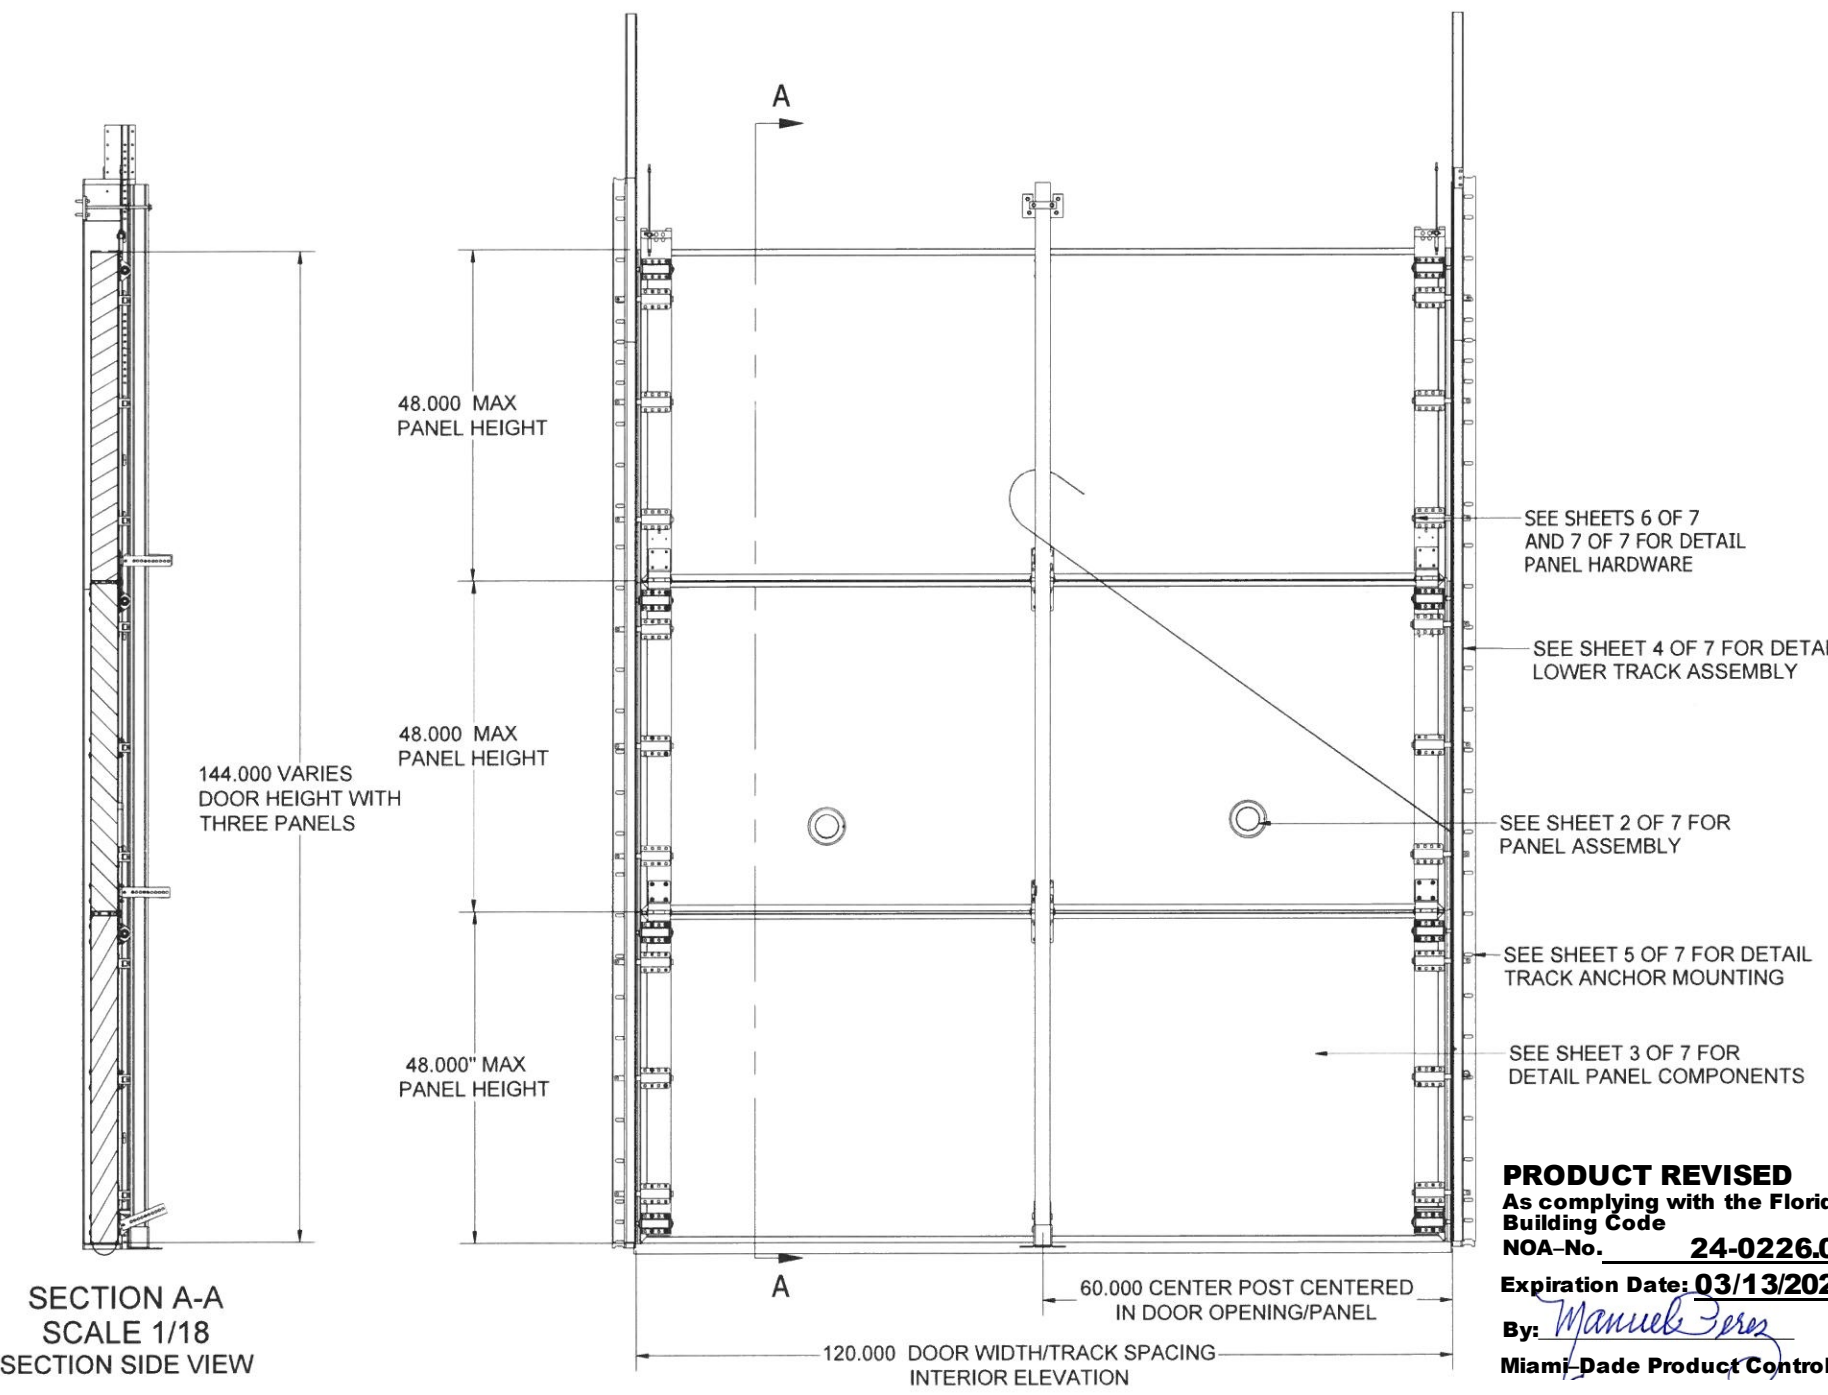 A
48.000 MAX
PANEL HEIGHT
SEE SHEETS 6 OF 7
AND 7 OF 7 FOR DETAIL
PANEL HARDWARE
SEE SHEET 4 OF 7 FOR
LOWER TRACK ASSEMBLY
48.000 MAX
PANEL HEIGHT
144.000 VARIES
DOOR HEIGHT WITH
THREE PANELS
SEE SHEET 2 OF 7 FOR
PANEL ASSEMBLY
SEE SHEET 5 OF 7 FOR DETAIL
TRACK ANCHOR MOUNTING
48.000" MAX
PANEL HEIGHT
SEE SHEET 3 OF 7 FOR
DETAIL PANEL COMPONENTS
A
60.000 CENTER POST CENTERED
IN DOOR OPENING/PANEL
120.000 DOOR WIDTH/TRACK SPACING
INTERIOR ELEVATION
SECTION A-A
SCALE 1/18
SECTION SIDE VIEW
PRODUCT REVISED
As complying with the
Building Code
NOA-No. 24-0226.0
Expiration Date: 03/13/202
By: Manuel Perez
Miami-Dade Product Control